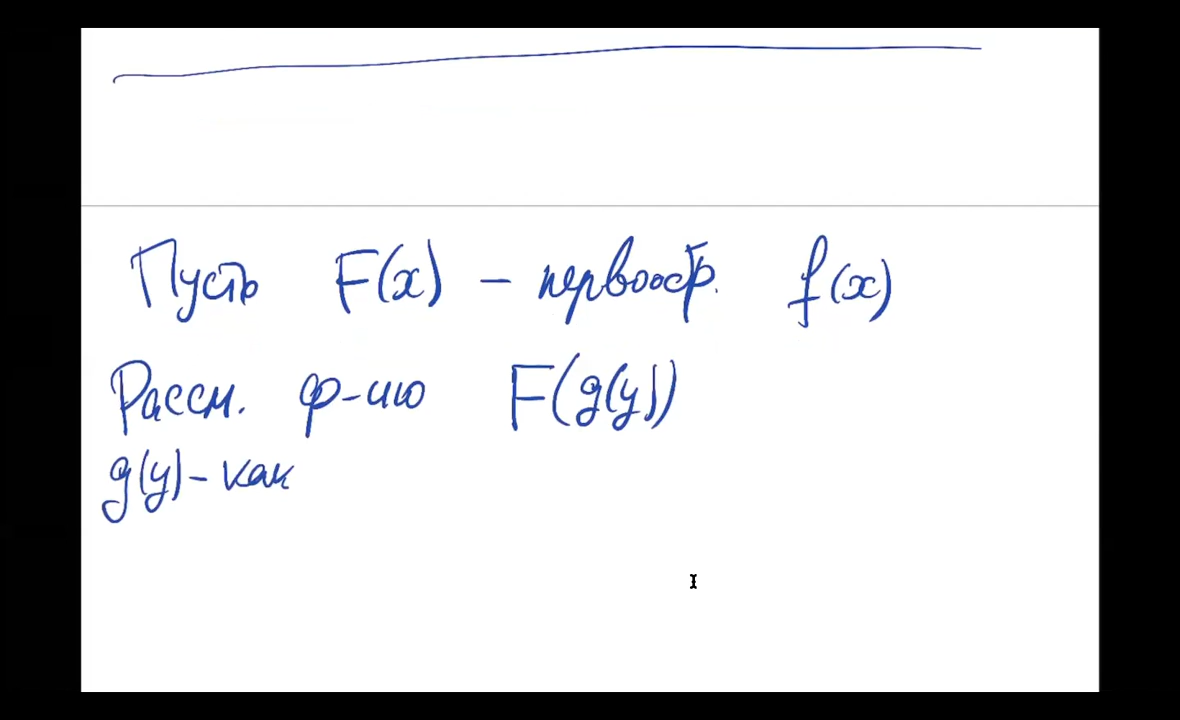 Пусть F(x) – первообр. f(x)
Рассм. ф-ию F(g(y))
g(y) – как